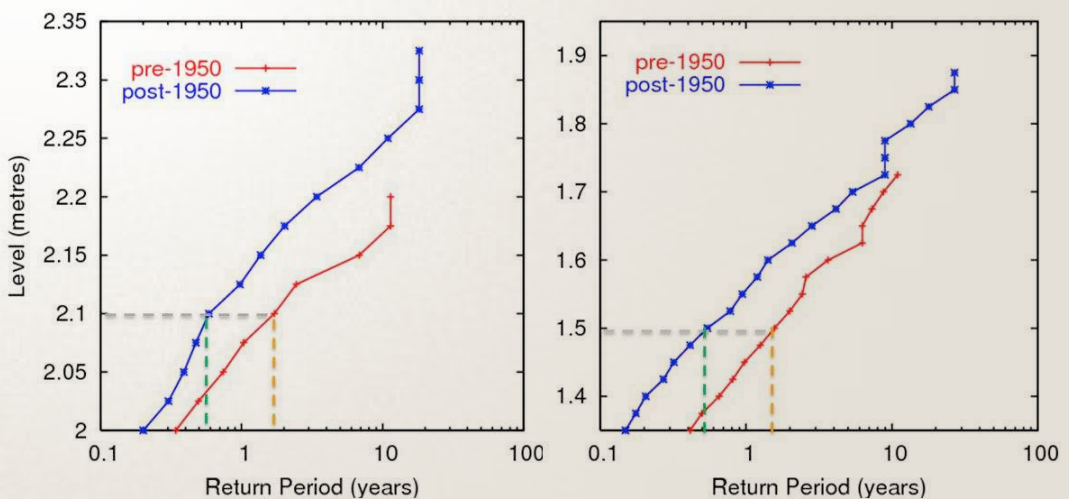 2.35
2.3
2.25
2.2
2.15
2.1
2.05
2
Level (metres)
pre-1950
post-1950
0.1 1 10 100
Return Period (years)
1.9
1.8
1.7
1.6
1.5
1.4
pre-1950
post-1950
0.1 1 10 100
Return Period (years)